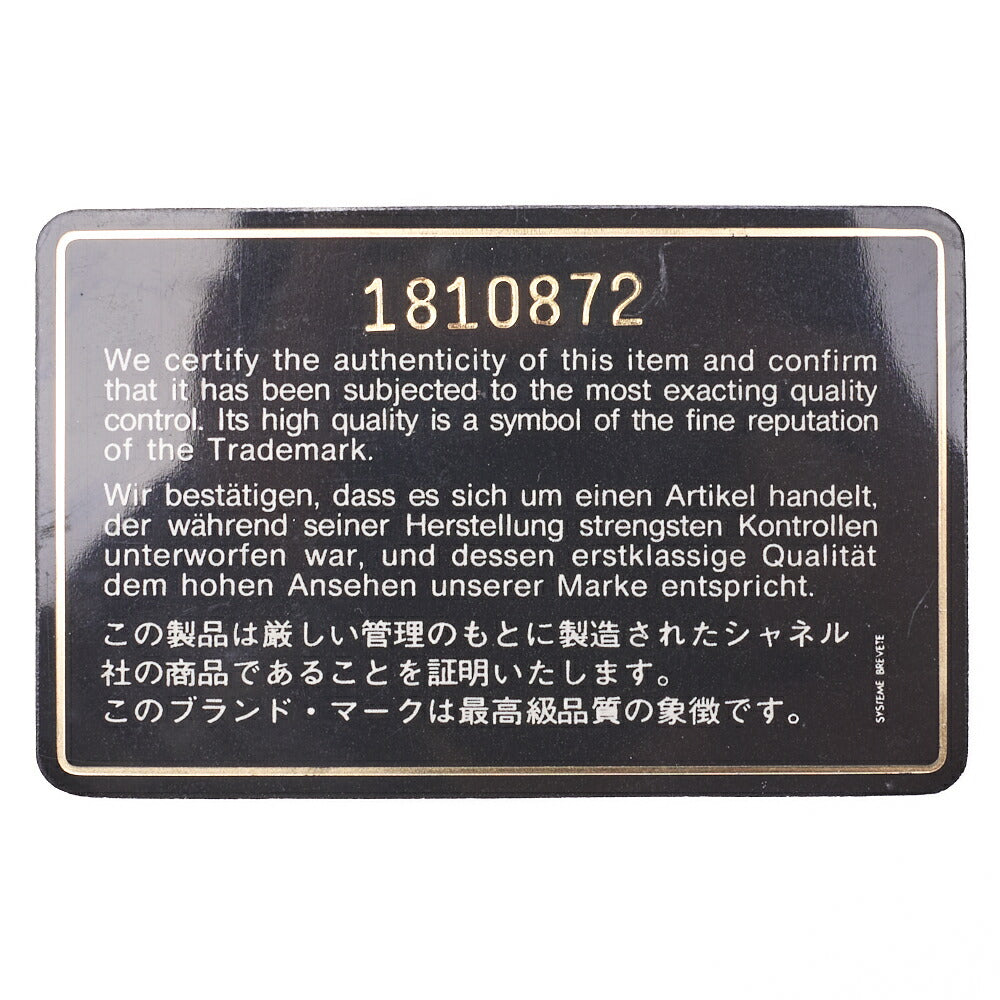 1810872
We certify the authenticity of this item and confirm
that it has been subjected to the most exacting quality
control. Its high quality is a symbol of the fine reputation
of the Trademark.
Wir bestätigen, dass es sich um einen Artikel handelt,
der während seiner Herstellung strengsten Kontrollen
unterworfen war, und dessen erstklassige Qualität
dem hohen Ansehen unserer Marke entspricht.
この製品は厳しい管理のもとに製造されたシャネル
社の商品であることを証明いたします。
このブランド・マークは最高級品質の象徴です。
SYSTEME BREVETE